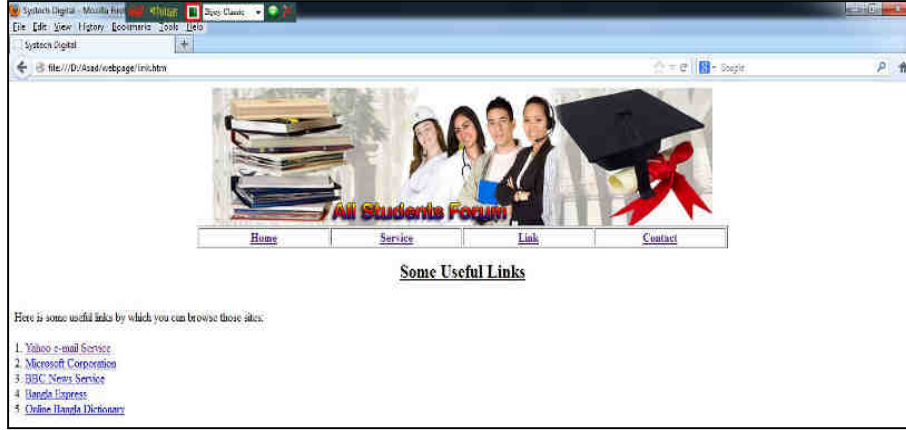 Systech Digital - Mozilla Firef Bijoy Classic
File Edit View History Bookmarks Tools Help
Systech Digital +
file:///D:/Asad/webpage/link.htm Google
All Students Forum
Home Service Link Contact
Some Useful Links
Here is some useful links by which you can browse those sites:
1. Yahoo e-mail Service
2. Microsoft Corporation
3. BBC News Service
4. Bangla Express
5. Online Bangla Dictionary